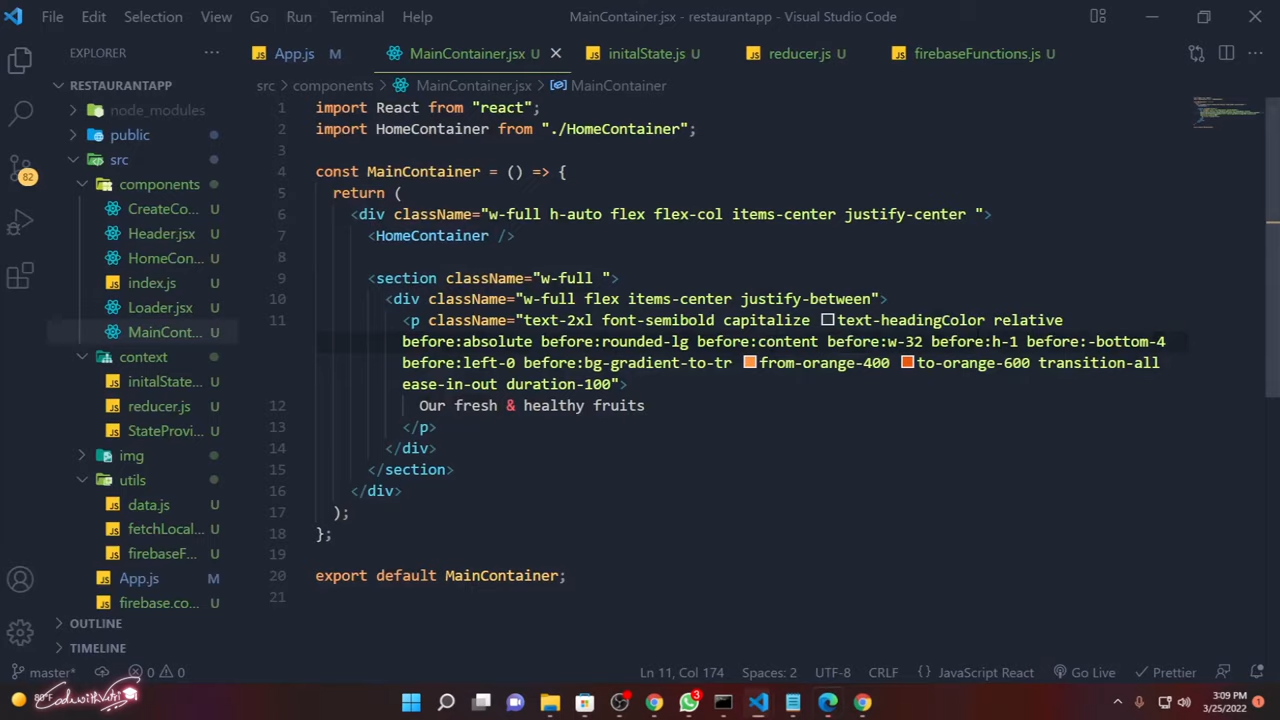 File Edit Selection View Go Run Terminal Help MainContainer.jsx - restaurantapp - Visual Studio Code
EXPLORER
RESTAURANTAPP
node_modules
public
src
components
CreateCo... U
Header.jsx U
HomeCon... U
index.js U
Loader.jsx U
MainCont... U
context
initalState... U
reducer.js U
StateProvi... U
img
utils
data.js U
fetchLocal... U
firebaseF... U
App.js M
firebase.co... U
OUTLINE
TIMELINE
82
App.js M MainContainer.jsx U initalState.js U reducer.js U firebaseFunctions.js U
src > components > MainContainer.jsx > MainContainer
1 import React from "react";
2 import HomeContainer from "./HomeContainer";
3
4 const MainContainer = () => {
5 return (
6 <div className="w-full h-auto flex flex-col items-center justify-center ">
7 <HomeContainer />
8
9 <section className="w-full ">
10 <div className="w-full flex items-center justify-between">
11 <p className="text-2xl font-semibold capitalize text-headingColor relative
before:absolute before:rounded-lg before:content before:w-32 before:h-1 before:-bottom-4
before:left-0 before:bg-gradient-to-tr from-orange-400 to-orange-600 transition-all
ease-in-out duration-100">
12 Our fresh & healthy fruits
13 </p>
14 </div>
15 </section>
16 </div>
17 );
18 };
19
20 export default MainContainer;
21
master* 0 0 Ln 11, Col 174 Spaces: 2 UTF-8 CRLF { } JavaScript React Go Live Prettier
80°F Codewithvetri 3 3:09 PM
3/25/2022 1